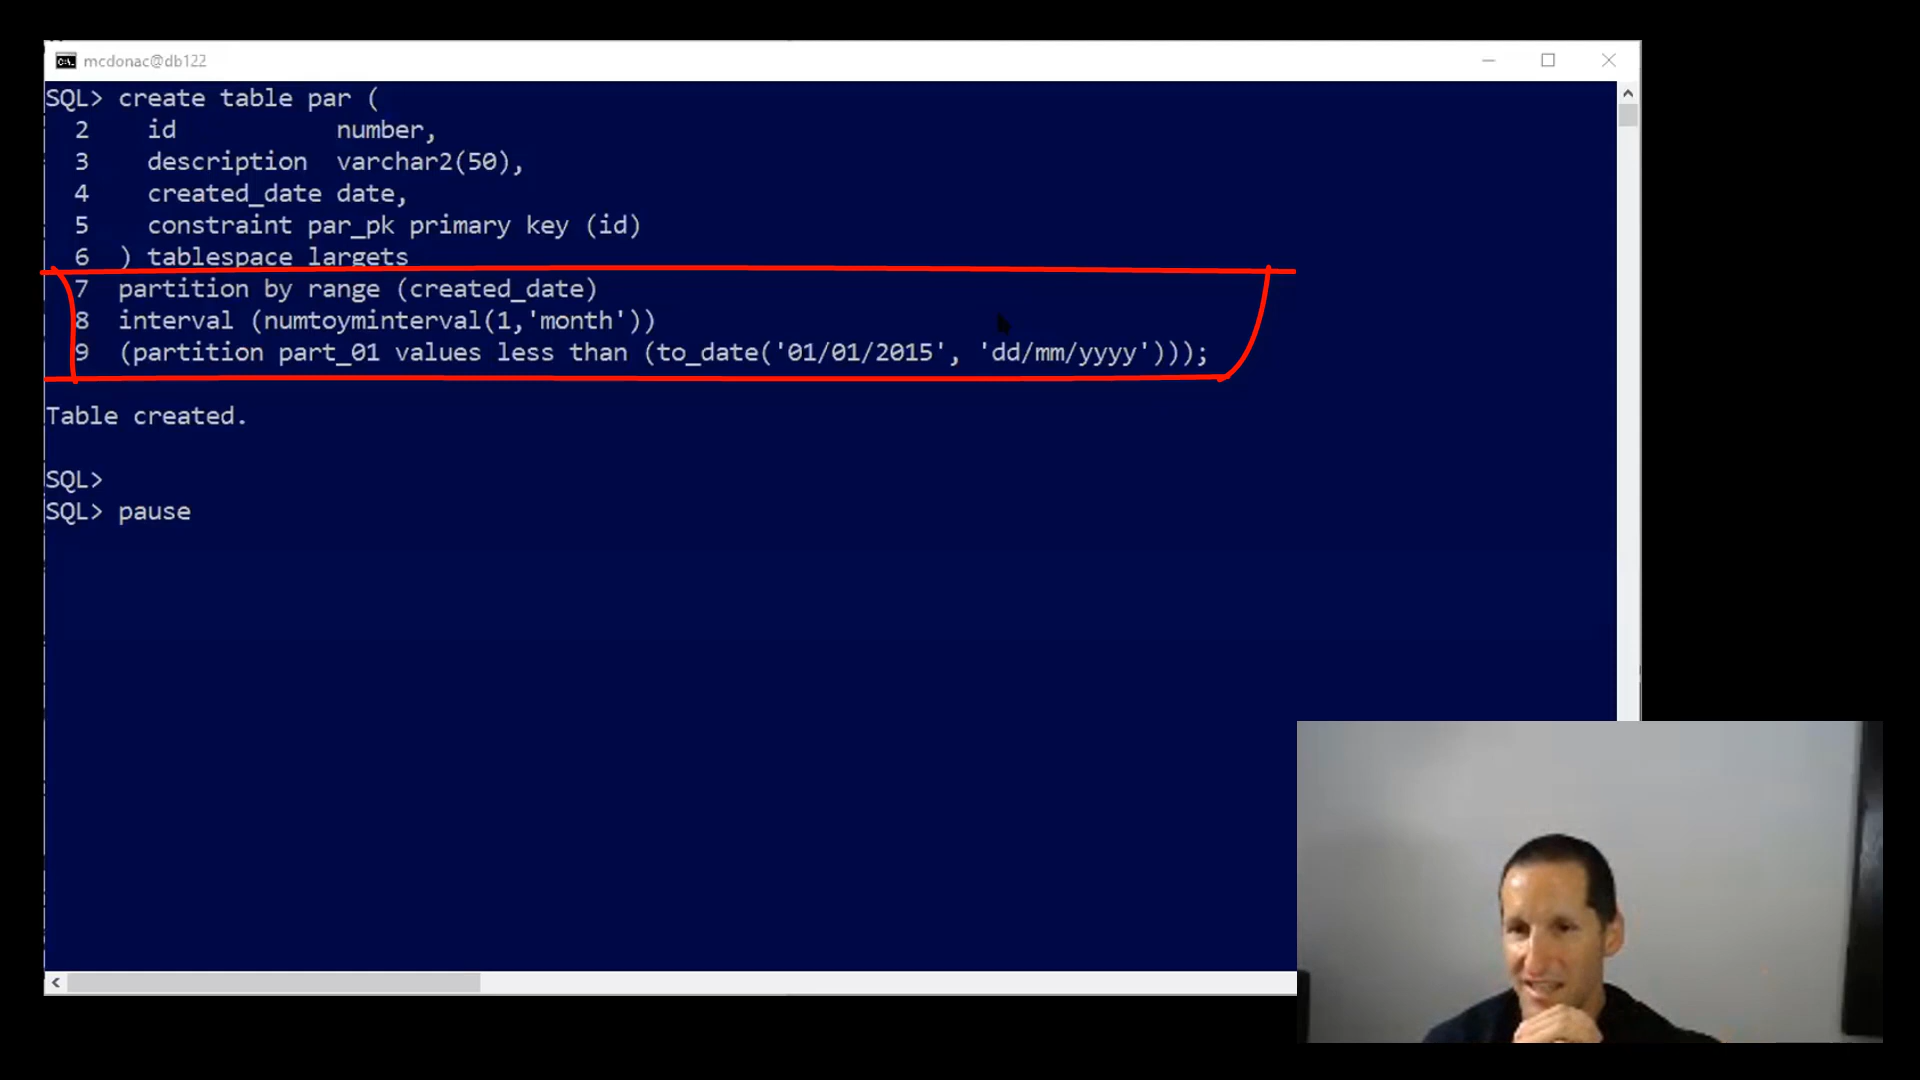 mcdonac@db122
SQL> create table par (
2 id number,
3 description varchar2(50),
4 created_date date,
5 constraint par_pk primary key (id)
6 ) tablespace largets
7 partition by range (created_date)
8 interval (numtoyminterval(1,'month'))
9 (partition part_01 values less than (to_date('01/01/2015', 'dd/mm/yyyy')));
Table created.
SQL>
SQL> pause